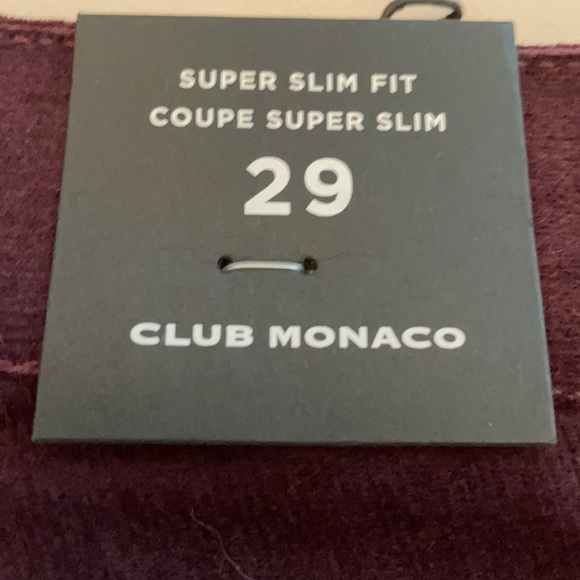 SUPER SLIM FIT
COUPE SUPER SLIM
29
CLUB MONACO